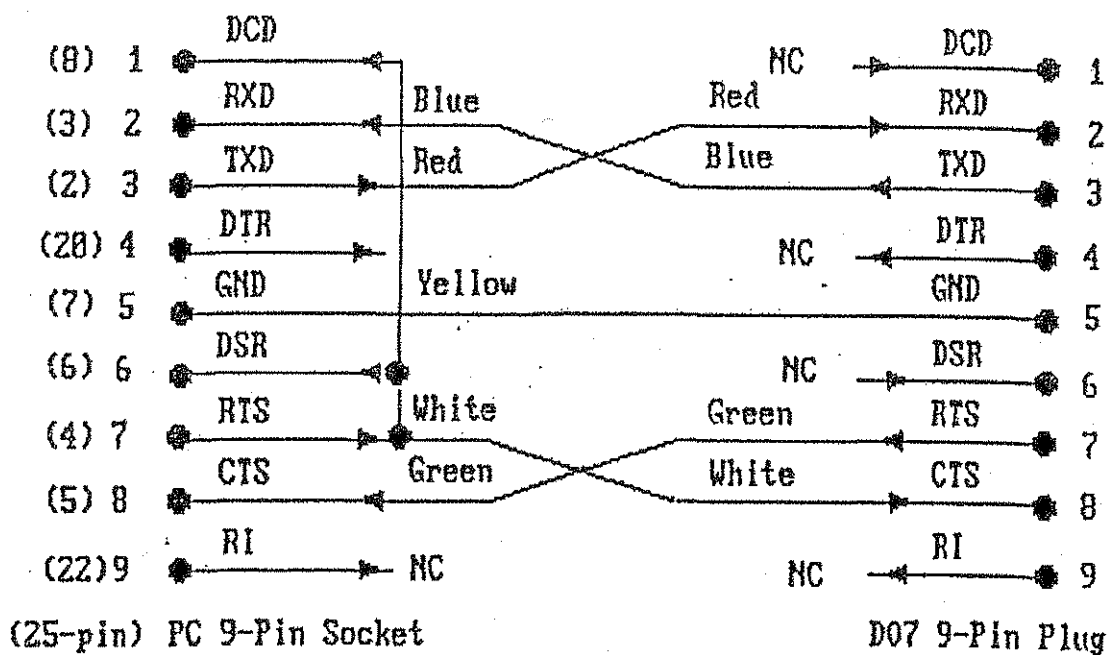 (8) 1 DCD NC DCD 1
(3) 2 RXD Blue Red RXD 2
(2) 3 TXD Red Blue TXD 3
(20) 4 DTR NC DTR 4
(7) 5 GND Yellow GND 5
(6) 6 DSR NC DSR 6
(4) 7 RTS White Green RTS 7
(5) 8 CTS Green White CTS 8
(22) 9 RI NC NC RI 9
(25-pin) PC 9-Pin Socket D07 9-Pin Plug